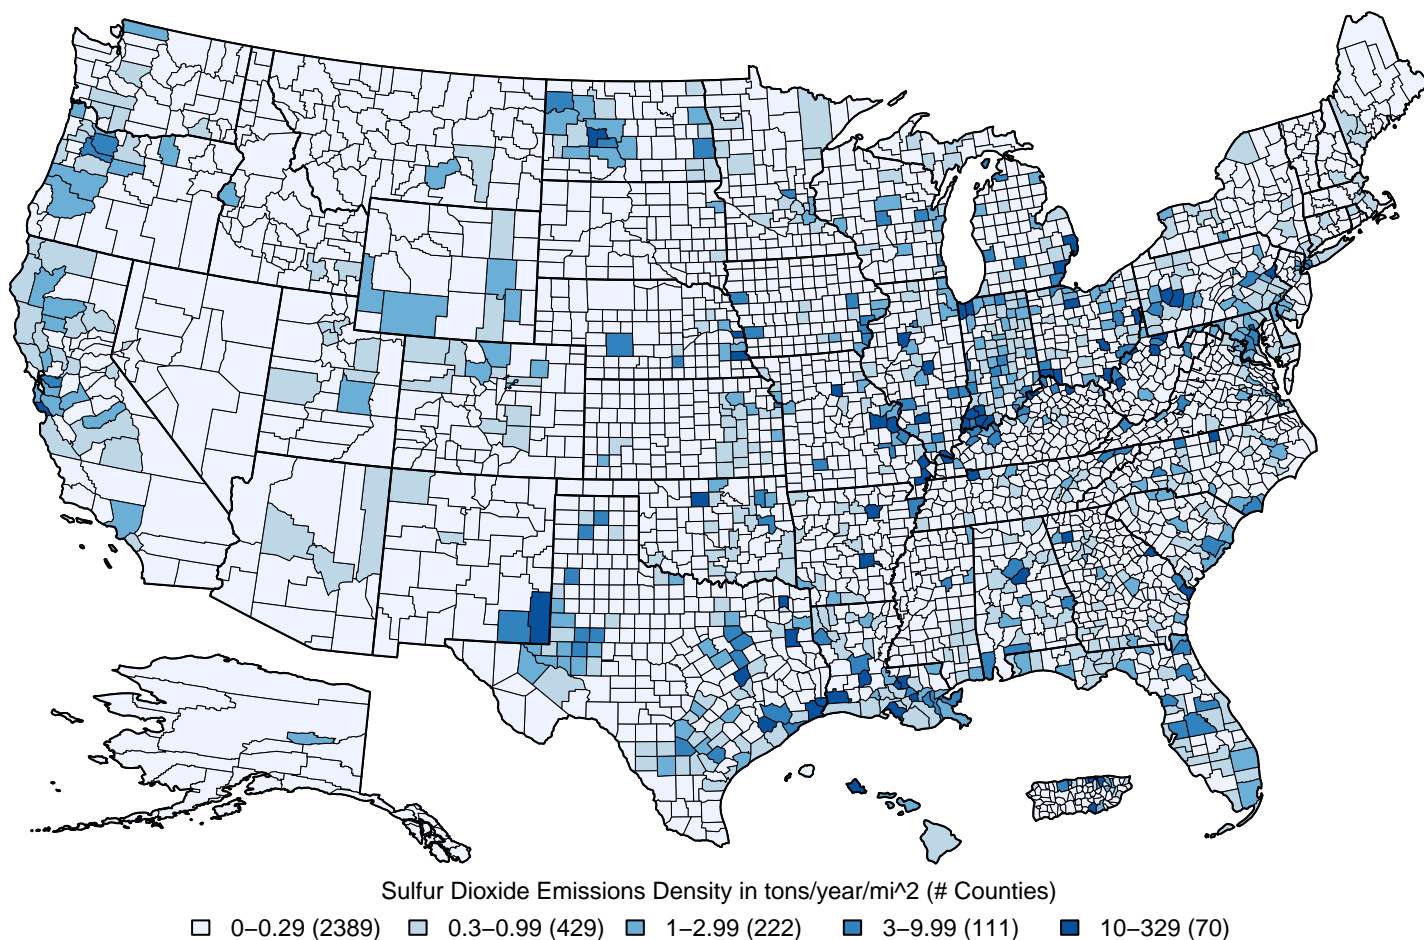 Sulfur Dioxide Emissions Density in tons/year/mi^2 (# Counties)
0−0.29 (2389) 0.3−0.99 (429) 1−2.99 (222) 3−9.99 (111) 10−329 (70)